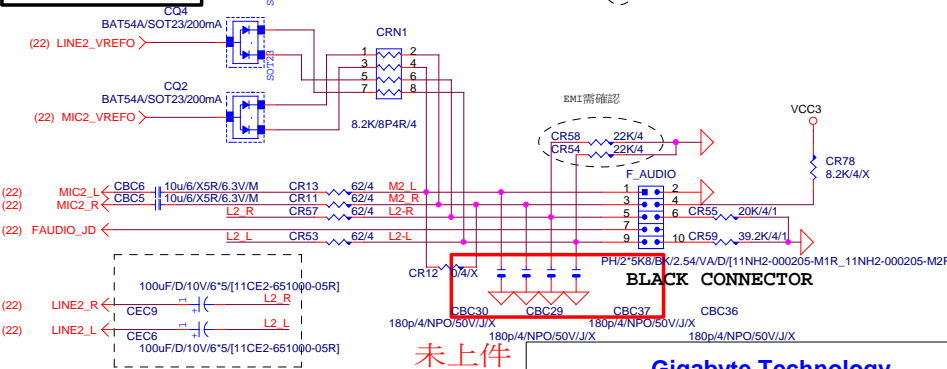 CQ4
BAT54A/SOT23/200mA
(22) LINE2_VREFO
SOT23
CQ2
BAT54A/SOT23/200mA
(22) MIC2_VREFO
CRN1
1 2
3 4
5 6
7 8
8.2K/8P4R/4
EMI需確認
CR58 22K/4
CR54 22K/4
VCC3
CR78
8.2K/4/X
F_AUDIO
(22) MIC2_L CBC6 10u/6/X5R/6.3V/M CR13 62/4 M2_L 1 2
(22) MIC2_R CBC5 10u/6/X5R/6.3V/M CR11 62/4 M2_R 3 4
L2_R CR57 62/4 L2-R 5 6 CR55 20K/4/1
(22) FAUDIO_JD 7
L2_L CR53 62/4 L2-L 9 10 CR59 39.2K/4/1
PH/2*5K8/BK/2.54/VA/D/[11NH2-000205-M1R_11NH2-000205-M2R
CR12 0/4/X
BLACK CONNECTOR
100uF/D/10V/6*5/[11CE2-651000-05R]
(22) LINE2_R 1 + L2_R
CEC9
(22) LINE2_L 1 + L2_L
CEC6
100uF/D/10V/6*5/[11CE2-651000-05R]
CBC30 CBC29 CBC37 CBC36
180p/4/NPO/50V/J/X 180p/4/NPO/50V/J/X
180p/4/NPO/50V/J/X 180p/4/NPO/50V/J/X
未上件
Gigabyte Technology